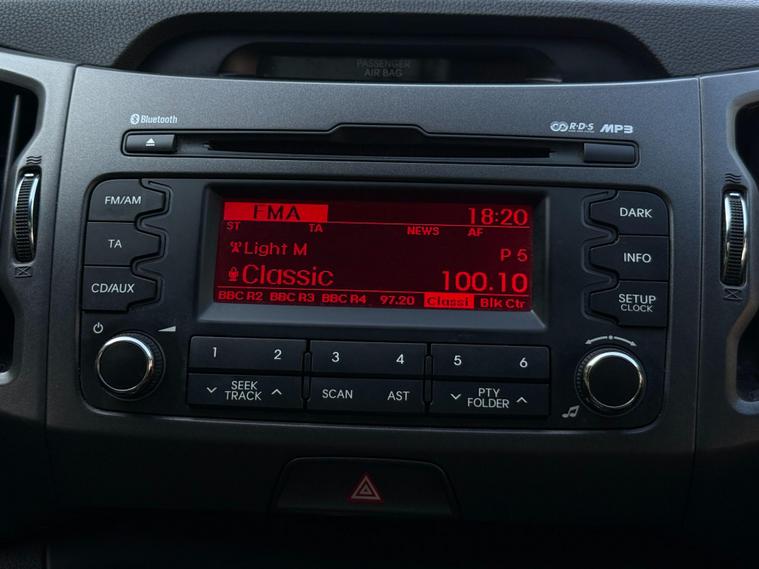 PASSENGER
AIR BAG
Bluetooth
R·D·S MP3
FM/AM
TA
CD/AUX
FMA 18:20
ST TA NEWS AF
Light M P 5
Classic 100.10
BBC R2 BBC R3 BBC R4 97.20 Classi Blk Ctr
DARK
INFO
SETUP
CLOCK
1 2 3 4 5 6
SEEK
TRACK
SCAN AST
PTY
FOLDER